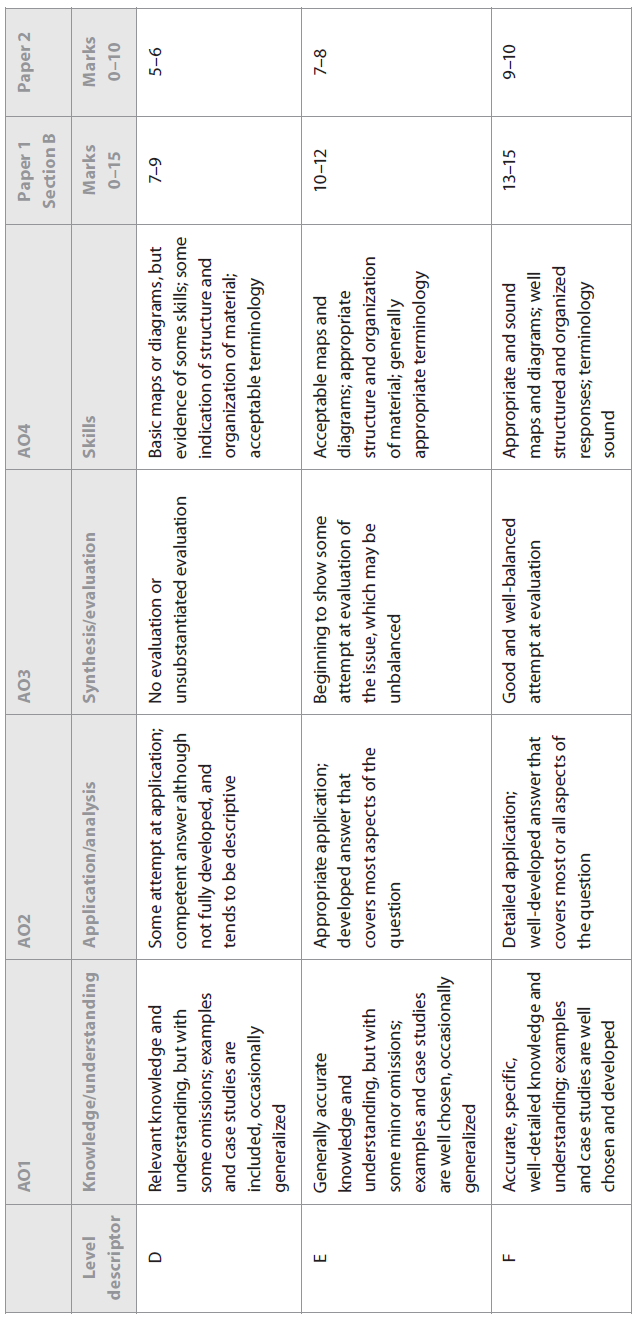 AO1
AO2
AO3
AO4
Paper 1
Section B
Paper 2
Level
descriptor
Knowledge/understanding
Application/analysis
Synthesis/evaluation
Skills
Marks
0–15
Marks
0–10
D
Relevant knowledge and
understanding, but with
some omissions; examples
and case studies are
included, occasionally
generalized
Some attempt at application;
competent answer although
not fully developed, and
tends to be descriptive
No evaluation or
unsubstantiated evaluation
Basic maps or diagrams, but
evidence of some skills; some
indication of structure and
organization of material;
acceptable terminology
7–9
5–6
E
Generally accurate
knowledge and
understanding, but with
some minor omissions;
examples and case studies
are well chosen, occasionally
generalized
Appropriate application;
developed answer that
covers most aspects of the
question
Beginning to show some
attempt at evaluation of
the issue, which may be
unbalanced
Acceptable maps and
diagrams; appropriate
structure and organization
of material; generally
appropriate terminology
10–12
7–8
F
Accurate, specific,
well-detailed knowledge and
understanding; examples
and case studies are well
chosen and developed
Detailed application;
well-developed answer that
covers most or all aspects of
the question
Good and well-balanced
attempt at evaluation
Appropriate and sound
maps and diagrams; well
structured and organized
responses; terminology
sound
13–15
9–10